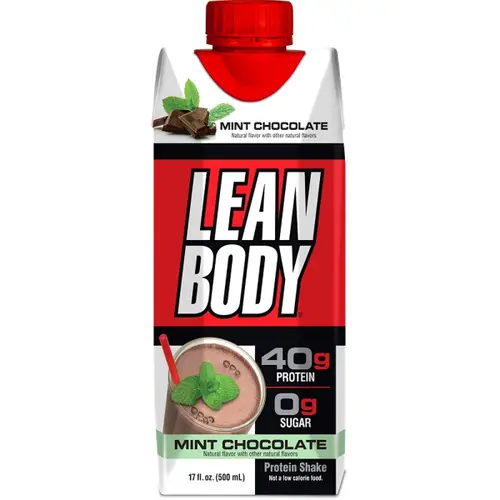 MINT CHOCOLATE
Natural flavor with other natural flavors
LEAN
BODY®
40g
PROTEIN
0g
SUGAR
MINT CHOCOLATE
Natural flavor with other natural flavors
17 fl. oz. (500 mL)
Protein Shake
Not a low calorie food.